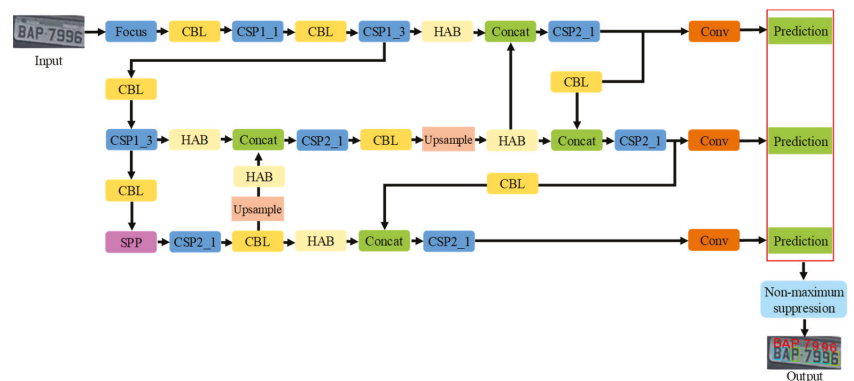 BAP-7996
Input
Focus CBL CSP1_1 CBL CSP1_3 HAB Concat CSP2_1 Conv Prediction
CBL CBL
CSP1_3 HAB Concat CSP2_1 CBL Upsample HAB Concat CSP2_1 Conv Prediction
HAB
CBL CBL
Upsample
SPP CSP2_1 CBL HAB Concat CSP2_1 Conv Prediction
Non-maximum
suppression
BAP-7996
BAP-7996
Output